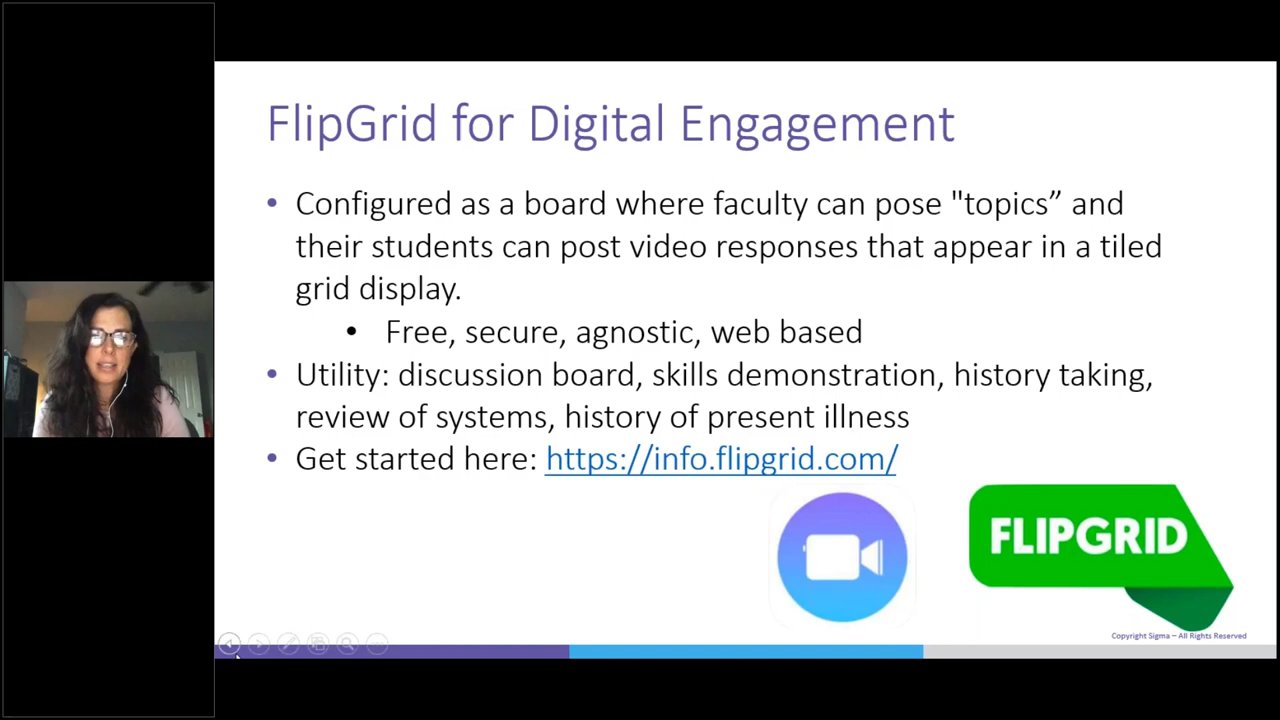 FlipGrid for Digital Engagement
• Configured as a board where faculty can pose "topics” and
their students can post video responses that appear in a tiled
grid display.
• Free, secure, agnostic, web based
• Utility: discussion board, skills demonstration, history taking,
review of systems, history of present illness
• Get started here: https://info.flipgrid.com/
FLIPGRID
Copyright Sigma – All Rights Reserved